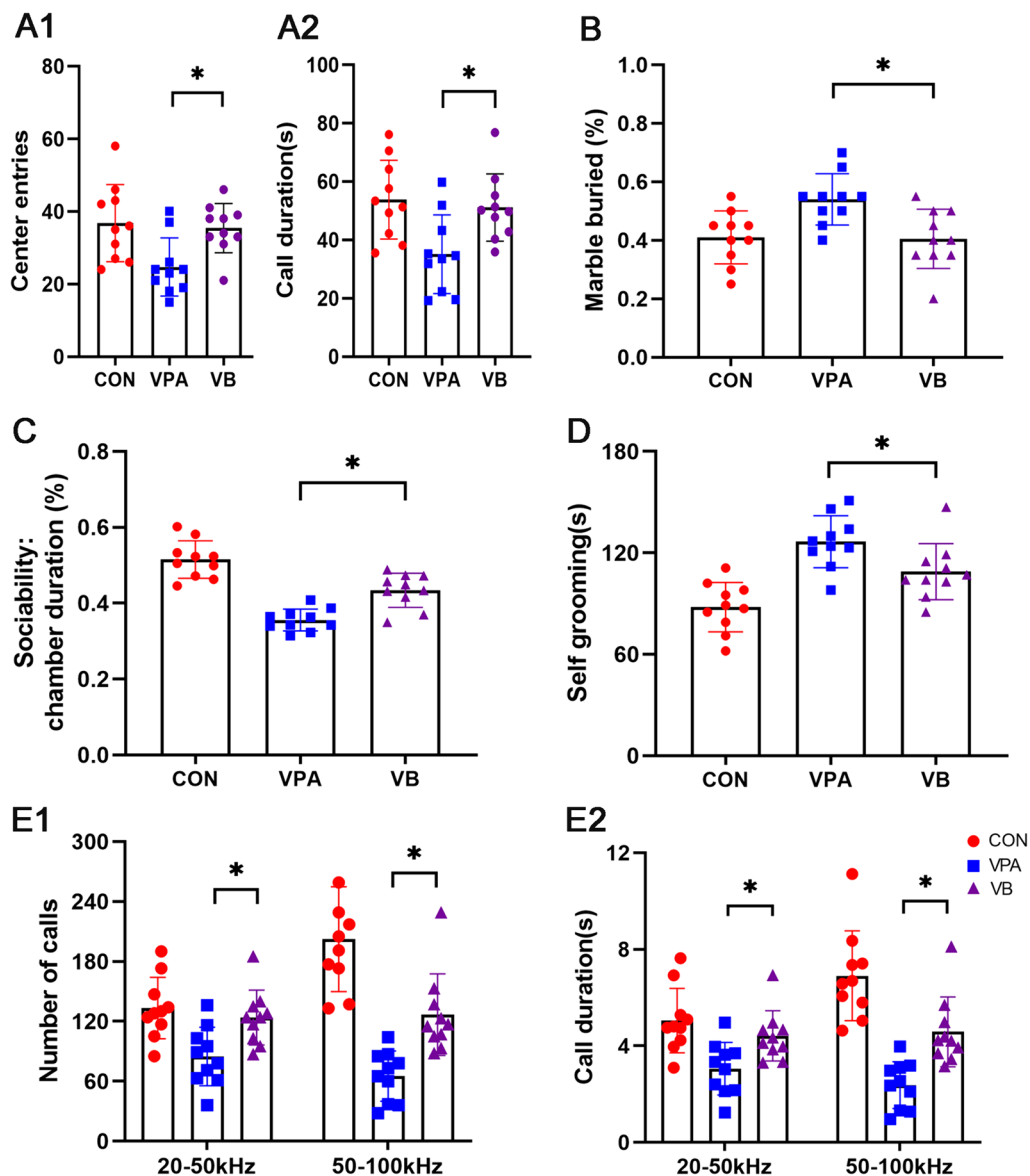 A1
Center entries
80
60
40
20
0
*
CON VPA VB
A2
Call duration(s)
100
80
60
40
20
0
*
CON VPA VB
B
Marble buried (%)
1.0
0.8
0.6
0.4
0.2
0.0
*
CON VPA VB
C
Sociability:
chamber duration (%)
0.8
0.6
0.4
0.2
0.0
*
CON VPA VB
D
Self grooming(s)
180
120
60
0
*
CON VPA VB
E1
Number of calls
300
240
180
120
60
0
* *
20-50kHz 50-100kHz
E2
Call duration(s)
12
8
4
0
* *
20-50kHz 50-100kHz
CON
VPA
VB